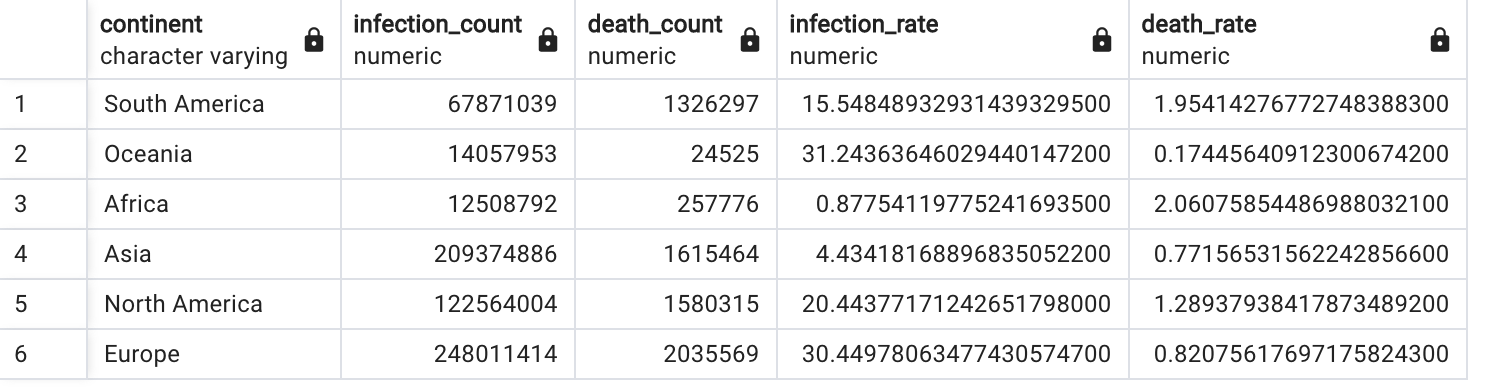 continent infection_count death_count infection_rate death_rate
character varying numeric numeric numeric numeric
1 South America 67871039 1326297 15.54848932931439329500 1.95414276772748388300
2 Oceania 14057953 24525 31.24363646029440147200 0.17445640912300674200
3 Africa 12508792 257776 0.87754119775241693500 2.06075854486988032100
4 Asia 209374886 1615464 4.43418168896835052200 0.77156531562242856600
5 North America 122564004 1580315 20.44377171242651798000 1.28937938417873489200
6 Europe 248011414 2035569 30.44978063477430574700 0.82075617697175824300